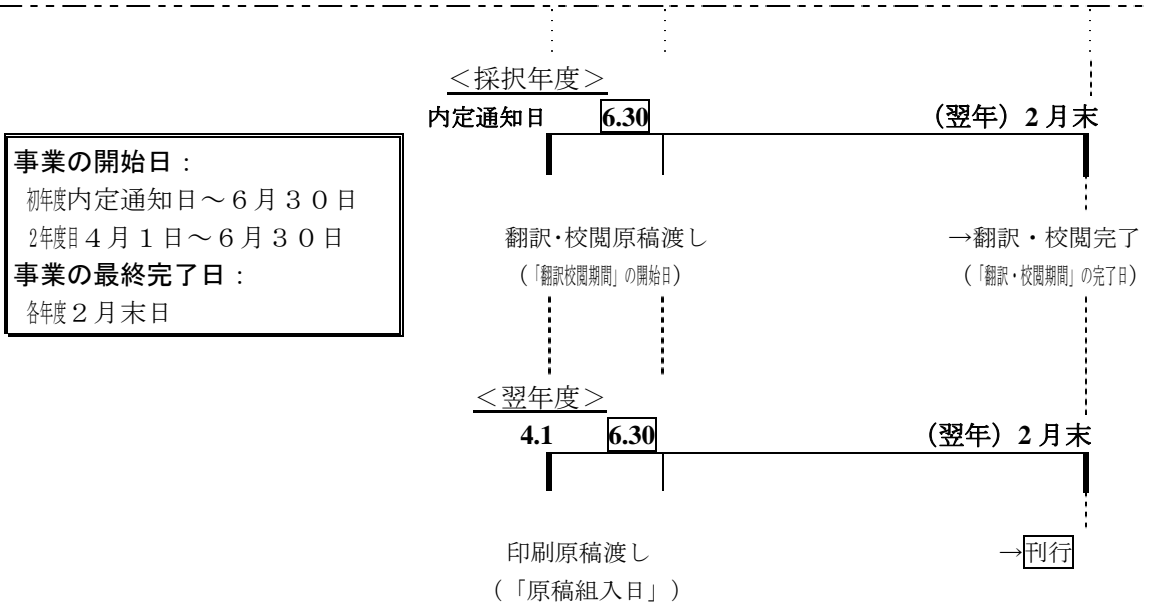 ＜採択年度＞
内定通知日 6.30 （翌年）2月末
事業の開始日：
初年度内定通知日～６月３０日
2年度目４月１日～６月３０日
事業の最終完了日：
各年度２月末日
翻訳･校閲原稿渡し →翻訳・校閲完了
（「翻訳校閲期間」の開始日） （「翻訳・校閲期間」の完了日）
＜翌年度＞
4.1 6.30 （翌年）2月末
印刷原稿渡し →刊行
（「原稿組入日」）